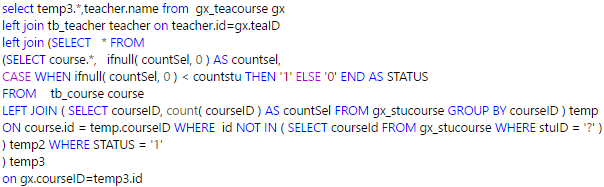 select temp3.*,teacher.name from  gx_teacourse gx
left join tb_teacher teacher on teacher.id=gx.teaID
left join (SELECT   * FROM
(SELECT course.*,   ifnull( countSel, 0 ) AS countsel,
CASE WHEN ifnull( countSel, 0 ) < countstu THEN '1' ELSE '0' END AS STATUS
FROM    tb_course course
LEFT JOIN ( SELECT courseID, count( courseID ) AS countSel FROM gx_stucourse GROUP BY courseID ) temp
ON course.id = temp.courseID WHERE  id NOT IN ( SELECT courseId FROM gx_stucourse WHERE stuID = '?' )
) temp2 WHERE STATUS = '1'
) temp3
on gx.courseID=temp3.id